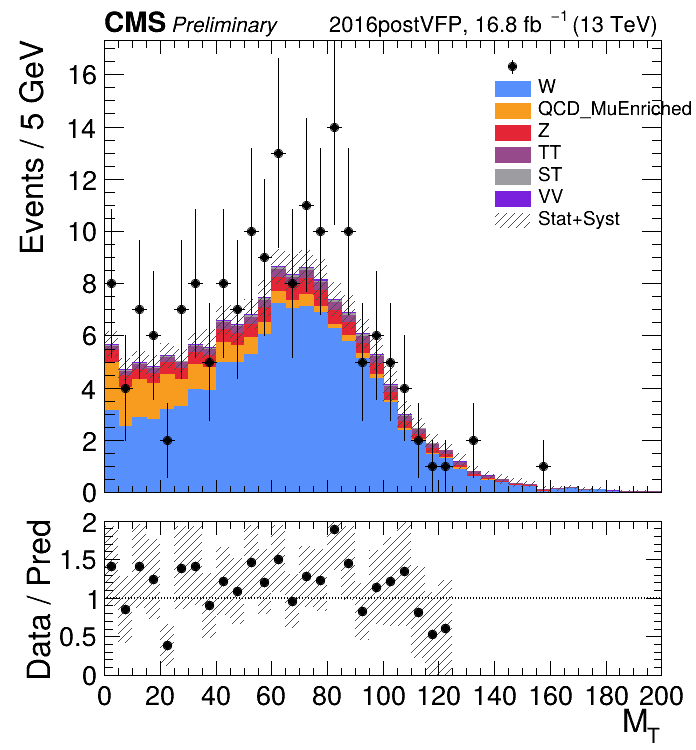 CMS Preliminary 2016postVFP, 16.8 fb ⁻¹ (13 TeV)
Events / 5 GeV
16
14
12
10
8
6
4
2
0
W
QCD_MuEnriched
Z
TT
ST
VV
Stat+Syst
Data / Pred
2
1.5
1
0.5
0
0 20 40 60 80 100 120 140 160 180 200
M_T